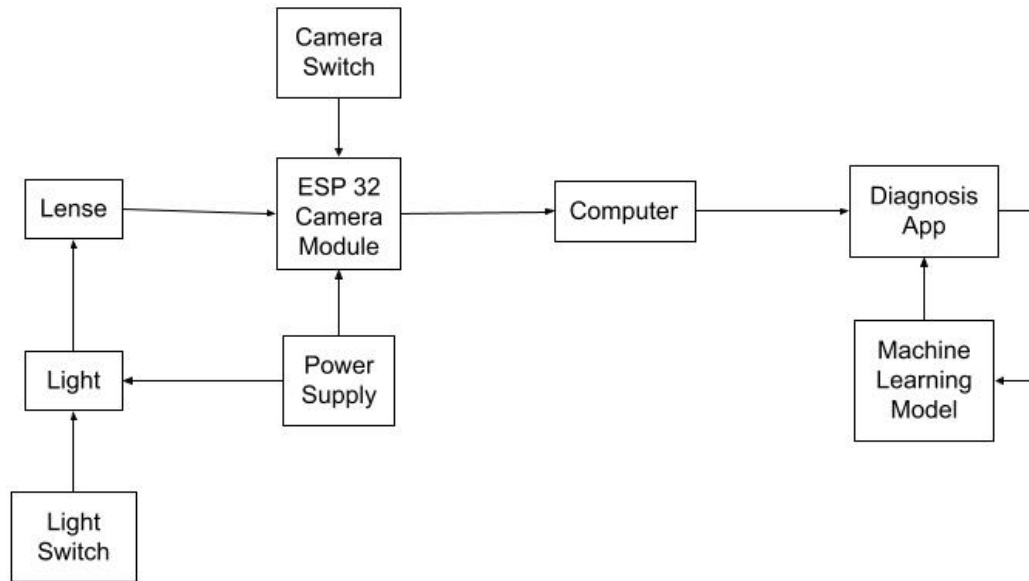 Camera
Switch
Lense
ESP 32
Camera
Module
Computer
Diagnosis
App
Light
Power
Supply
Machine
Learning
Model
Light
Switch